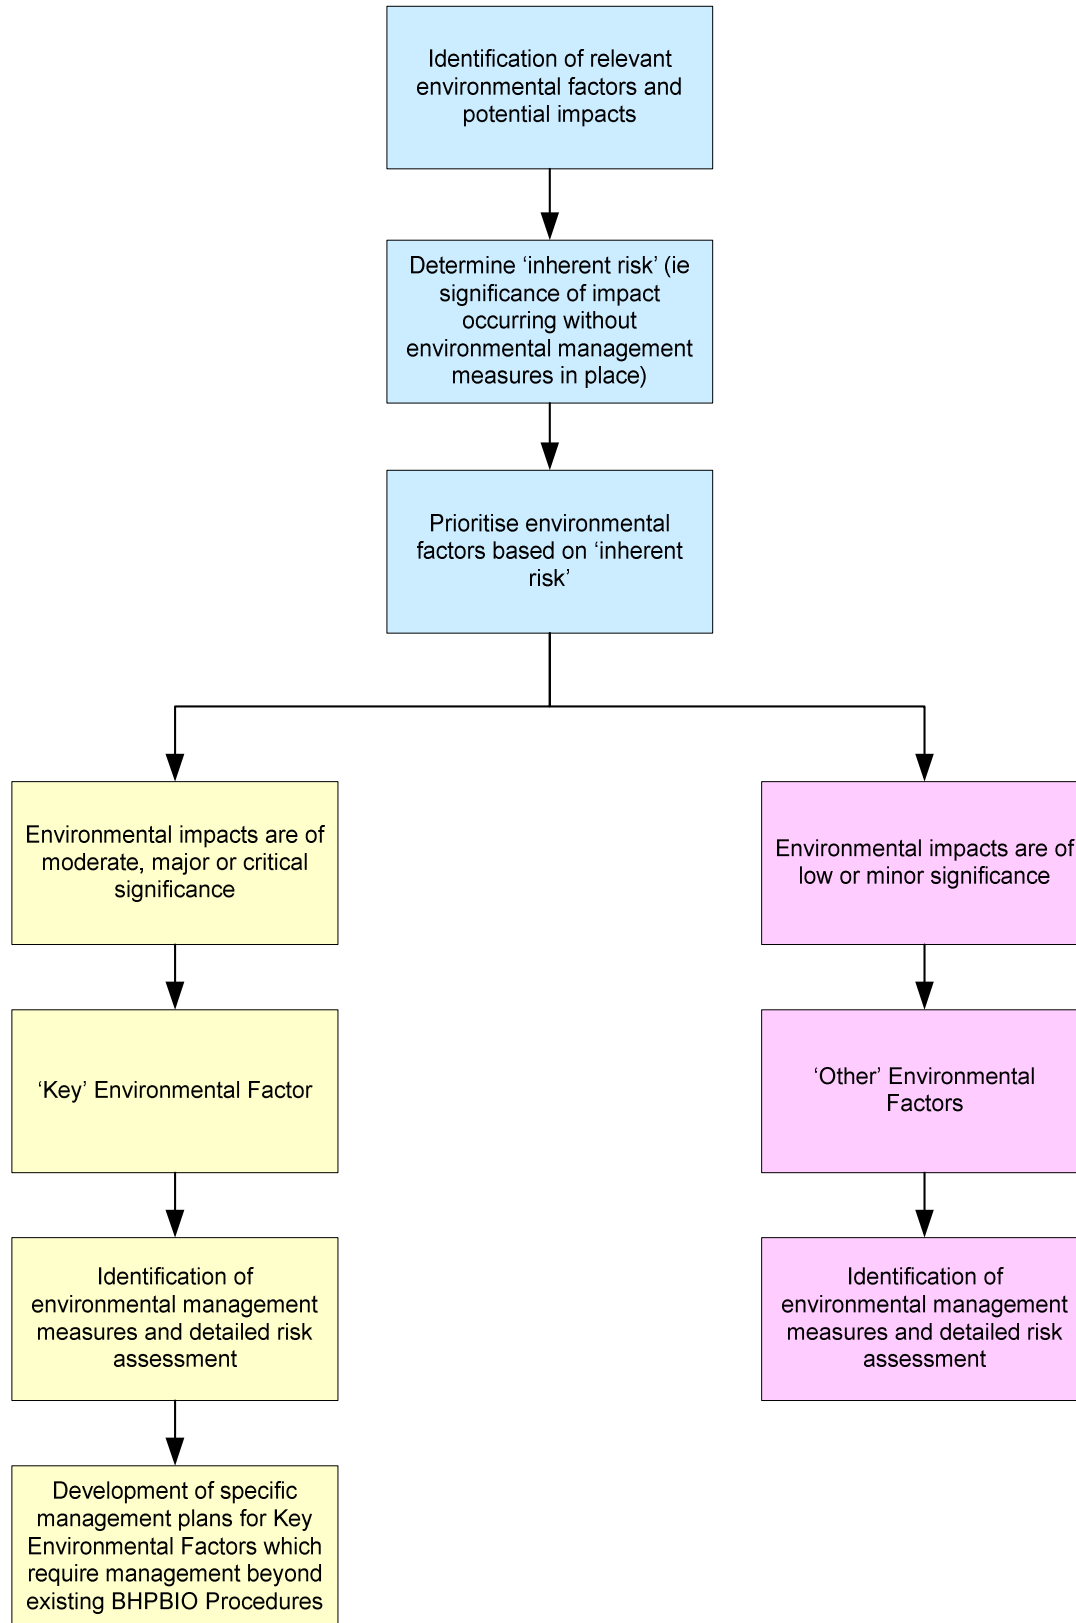 Identification of relevant
environmental factors and
potential impacts
Determine ‘inherent risk’ (ie
significance of impact
occurring without
environmental management
measures in place)
Prioritise environmental
factors based on ‘inherent
risk’
Environmental impacts are of
moderate, major or critical
significance
Environmental impacts are of
low or minor significance
‘Key’ Environmental Factor
‘Other’ Environmental
Factors
Identification of
environmental management
measures and detailed risk
assessment
Identification of
environmental management
measures and detailed risk
assessment
Development of specific
management plans for Key
Environmental Factors which
require management beyond
existing BHPBIO Procedures